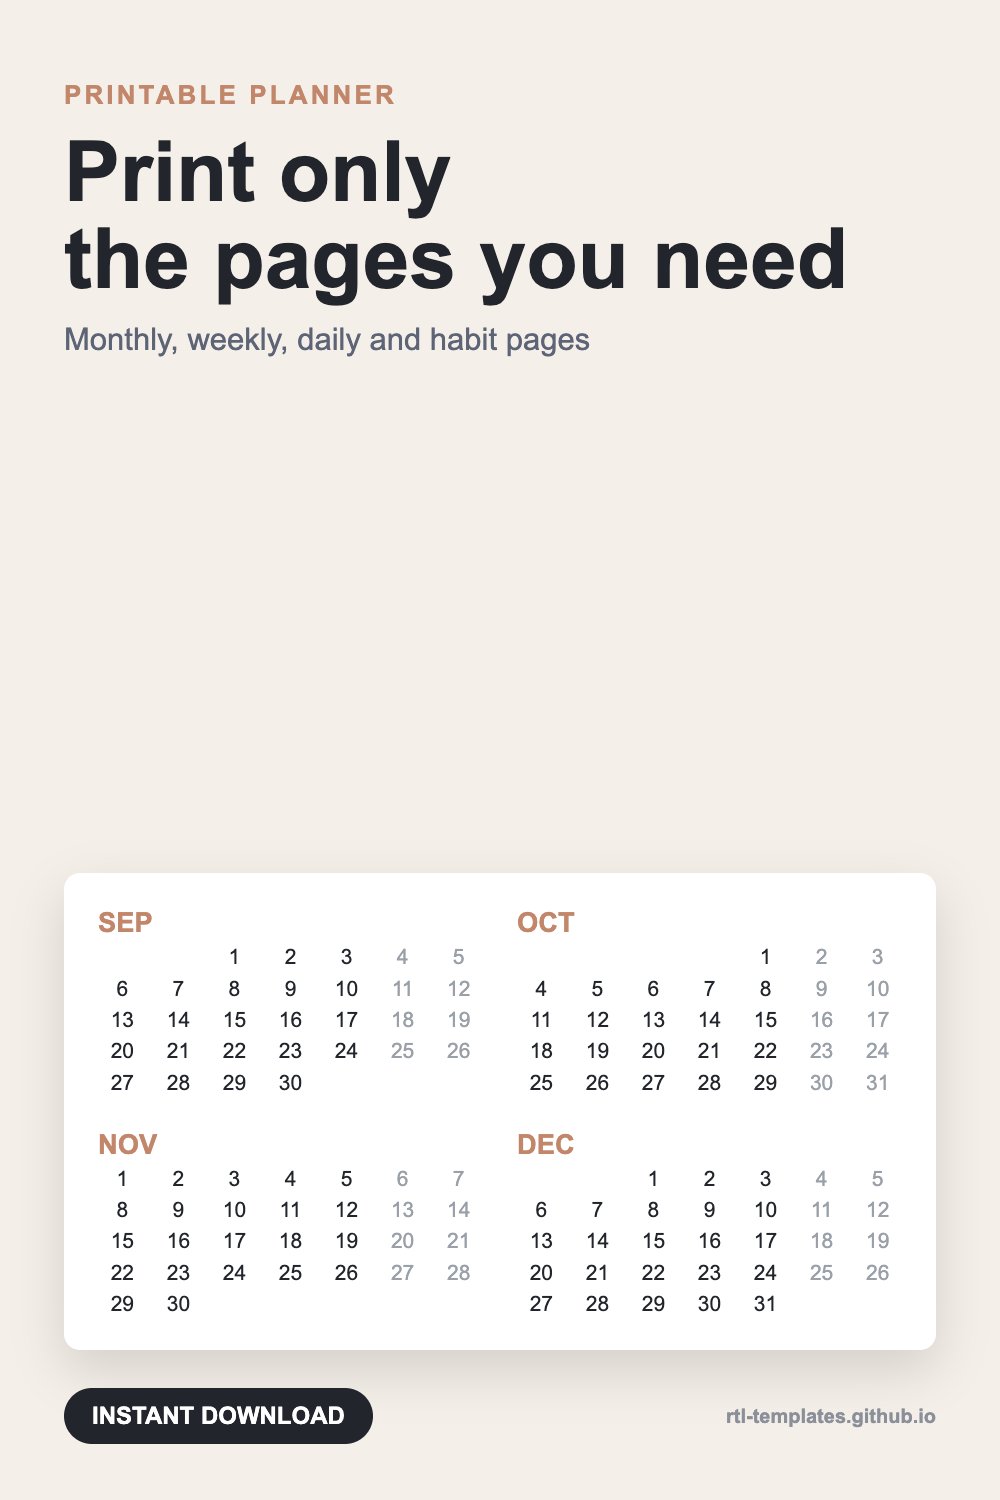 PRINTABLE PLANNER
Print only
the pages you need
Monthly, weekly, daily and habit pages
SEP
1 2 3 4 5
6 7 8 9 10 11 12
13 14 15 16 17 18 19
20 21 22 23 24 25 26
27 28 29 30
OCT
1 2 3
4 5 6 7 8 9 10
11 12 13 14 15 16 17
18 19 20 21 22 23 24
25 26 27 28 29 30 31
NOV
1 2 3 4 5 6 7
8 9 10 11 12 13 14
15 16 17 18 19 20 21
22 23 24 25 26 27 28
29 30
DEC
1 2 3 4 5
6 7 8 9 10 11 12
13 14 15 16 17 18 19
20 21 22 23 24 25 26
27 28 29 30 31
INSTANT DOWNLOAD
rtl-templates.github.io